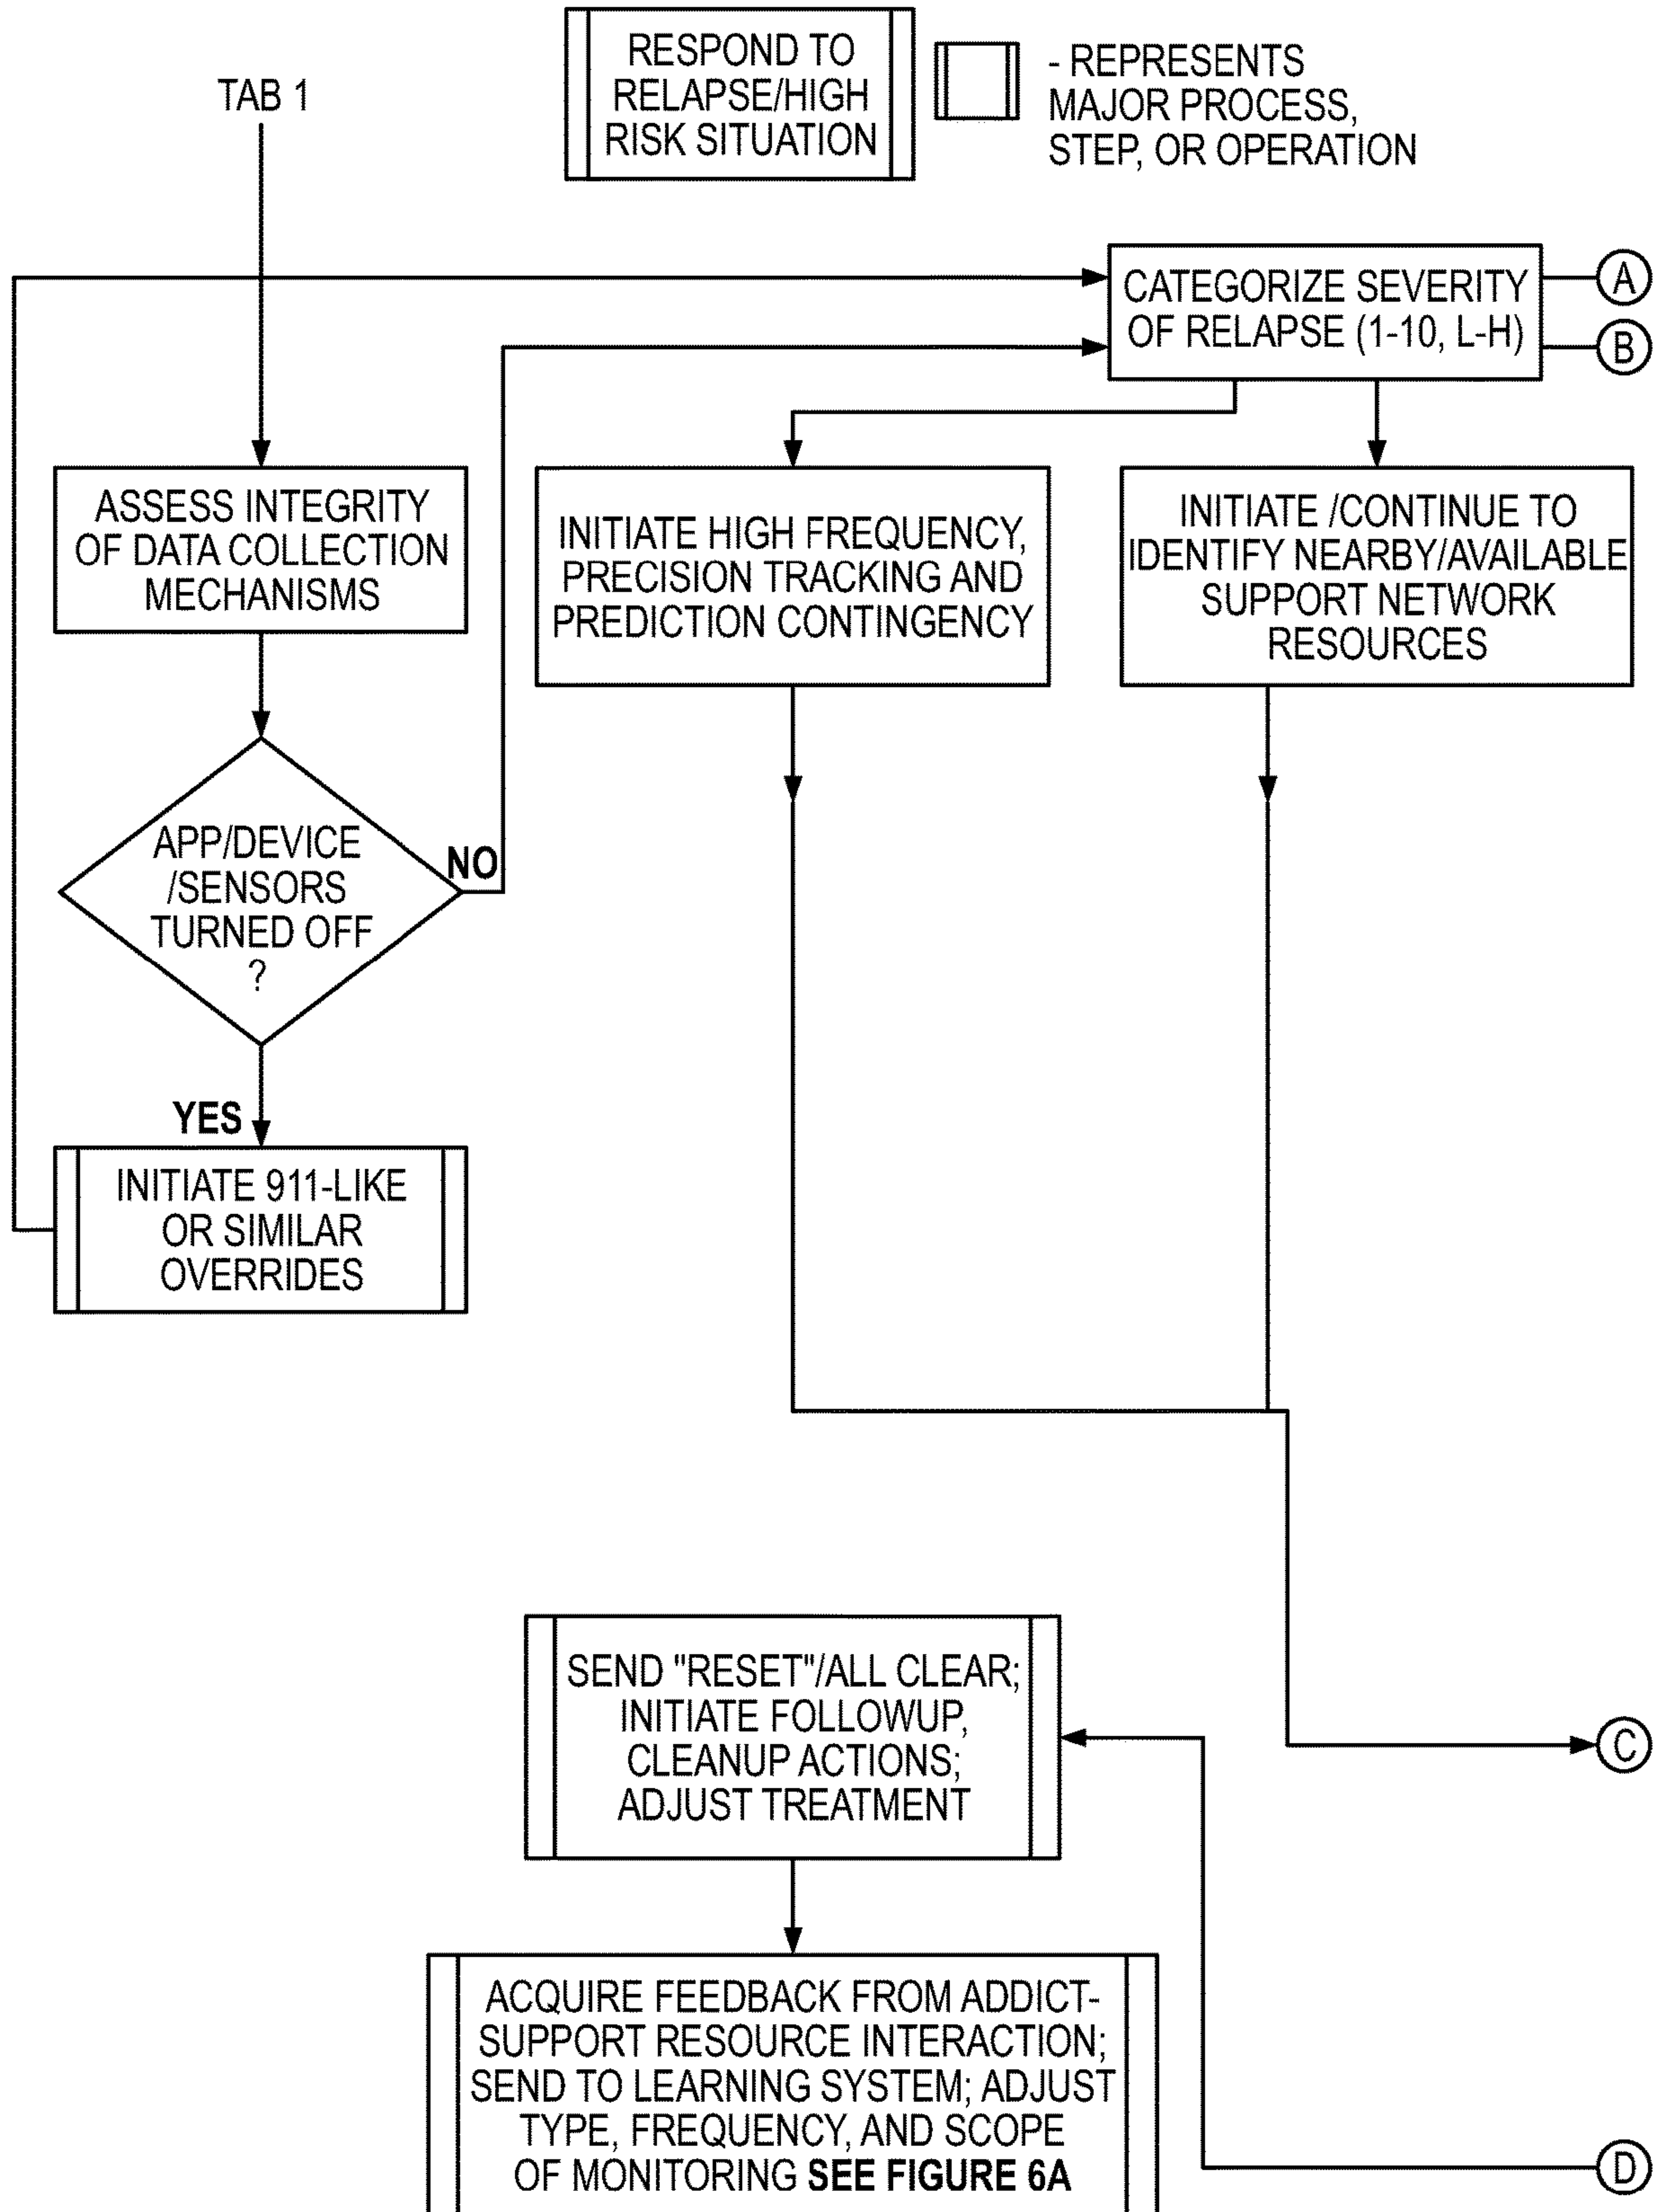 RESPOND TO
RELAPSE/HIGH
RISK SITUATION
- REPRESENTS
MAJOR PROCESS,
STEP, OR OPERATION
TAB 1
CATEGORIZE SEVERITY
OF RELAPSE (1-10, L-H)
A
B
ASSESS INTEGRITY
OF DATA COLLECTION
MECHANISMS
INITIATE HIGH FREQUENCY,
PRECISION TRACKING AND
PREDICTION CONTINGENCY
INITIATE /CONTINUE TO
IDENTIFY NEARBY/AVAILABLE
SUPPORT NETWORK
RESOURCES
APP/DEVICE
/SENSORS
TURNED OFF
?
NO
YES
INITIATE 911-LIKE
OR SIMILAR
OVERRIDES
SEND "RESET"/ALL CLEAR;
INITIATE FOLLOWUP,
CLEANUP ACTIONS;
ADJUST TREATMENT
C
ACQUIRE FEEDBACK FROM ADDICT-
SUPPORT RESOURCE INTERACTION;
SEND TO LEARNING SYSTEM; ADJUST
TYPE, FREQUENCY, AND SCOPE
OF MONITORING SEE FIGURE 6A
D